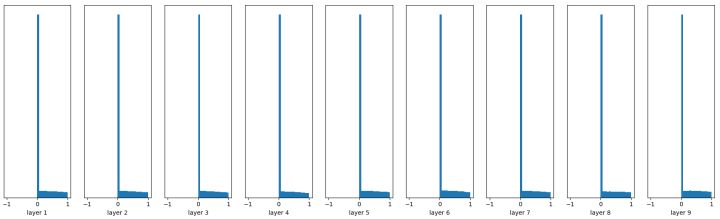 −1 0 1 −1 0 1 −1 0 1 −1 0 1 −1 0 1 −1 0 1 −1 0 1 −1 0 1 −1 0 1
layer 1 layer 2 layer 3 layer 4 layer 5 layer 6 layer 7 layer 8 layer 9